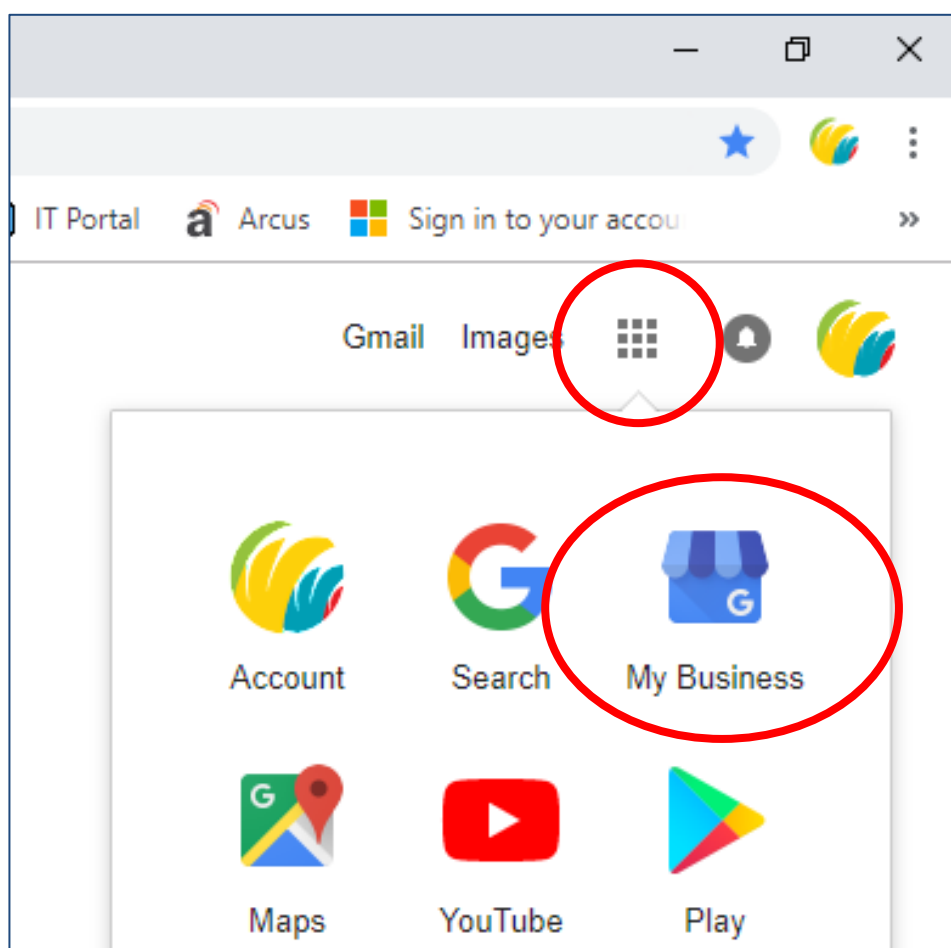 IT Portal a Arcus Sign in to your accou »
Gmail Images
G
Account Search My Business
G
Maps YouTube Play